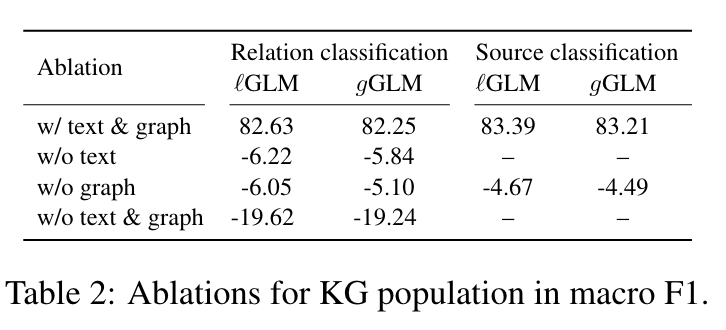 Ablation Relation classification Source classification
ℓGLM gGLM ℓGLM gGLM
w/ text & graph 82.63 82.25 83.39 83.21
w/o text -6.22 -5.84 – –
w/o graph -6.05 -5.10 -4.67 -4.49
w/o text & graph -19.62 -19.24 – –
Table 2: Ablations for KG population in macro F1.